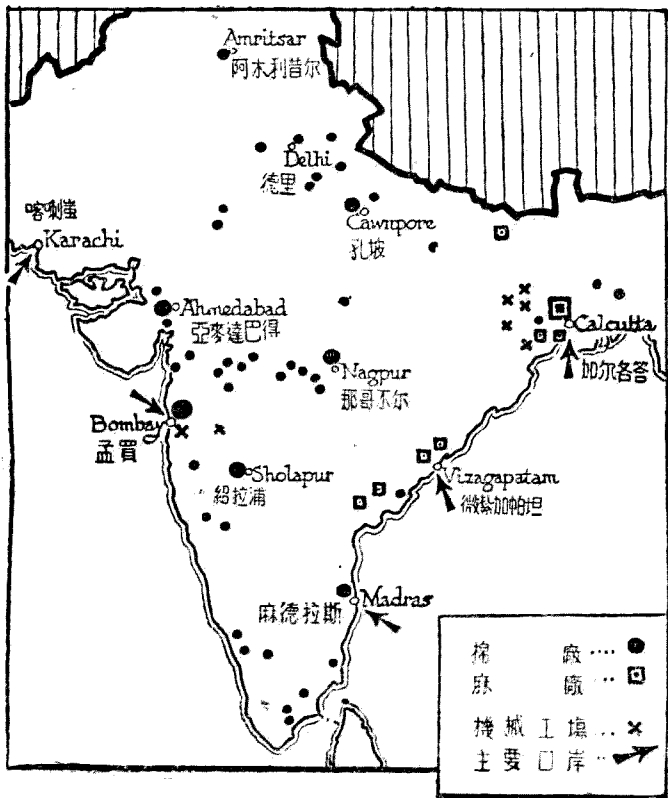 Amritsar
阿木利昔尔
Delhi
德里
Cawnpore
孔坡
喀喇蚩
Karachi
Ahmedabad
亞麥達巴得
Calcutta
加尔各答
Nagpur
那哥不尔
Bombay
孟買
Sholapur
紹拉浦
Vizagapatam
微紮加帕坦
Madras
麻德拉斯
棉 廠····
麻 廠···
機械工塲...
主要口岸··